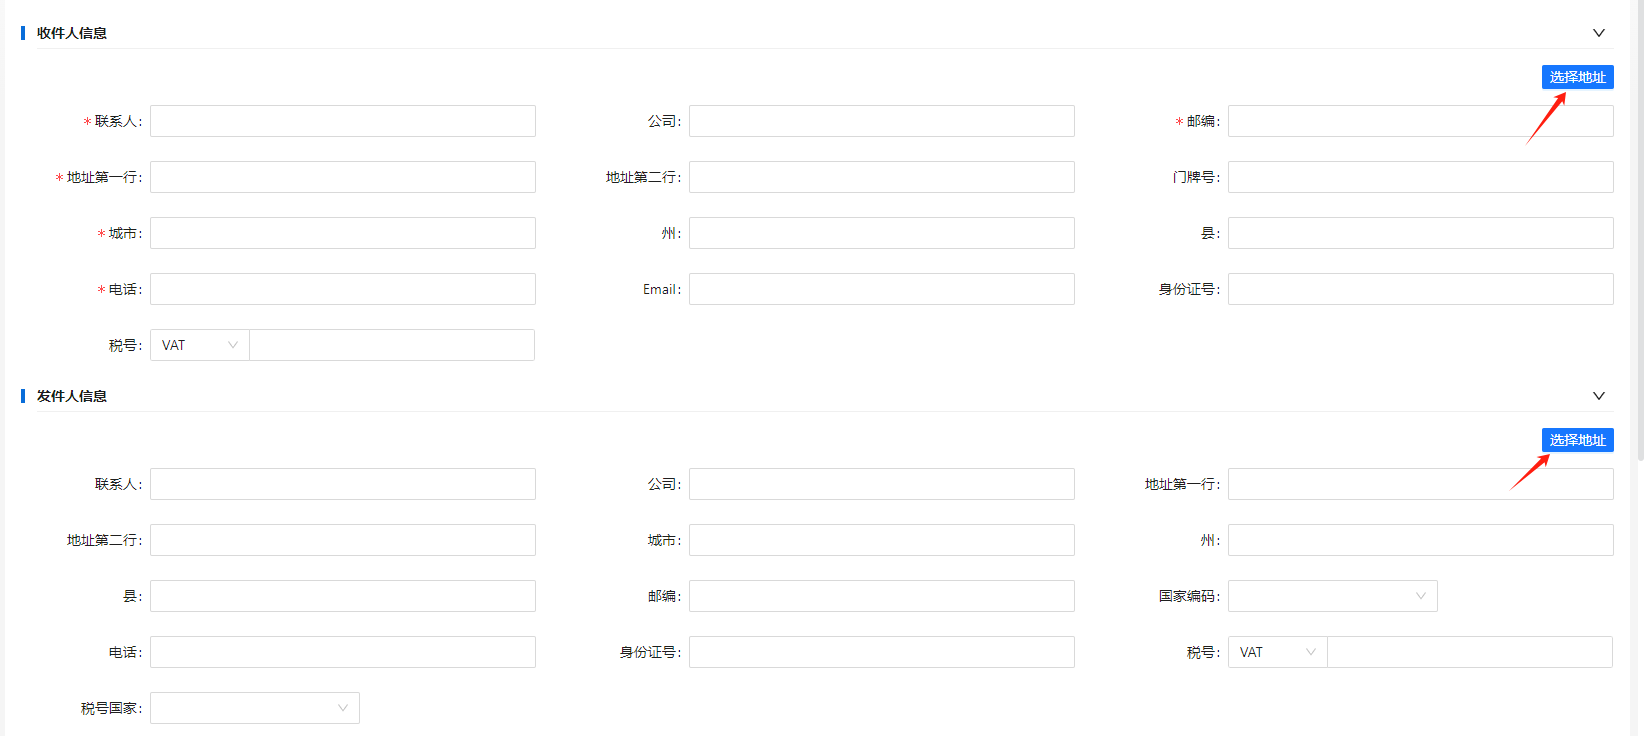 收件人信息
选择地址
* 联系人: 公司: * 邮编:
* 地址第一行: 地址第二行: 门牌号:
* 城市: 州: 县:
* 电话: Email: 身份证号:
税号: VAT
发件人信息
选择地址
联系人: 公司: 地址第一行:
地址第二行: 城市: 州:
县: 邮编: 国家编码:
电话: 身份证号: 税号: VAT
税号国家: